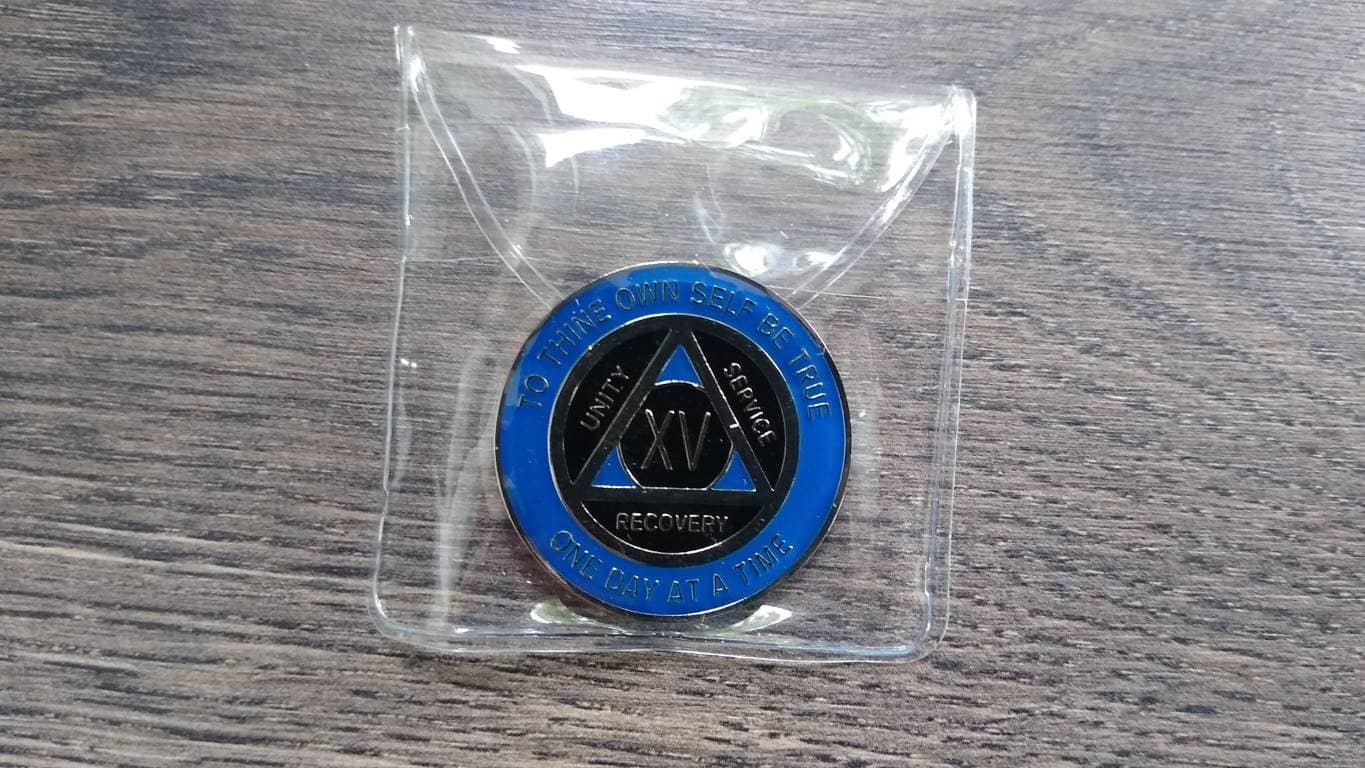 TO THINE OWN SELF BE TRUE
UNITY
SERVICE
XV
RECOVERY
ONE DAY AT A TIME